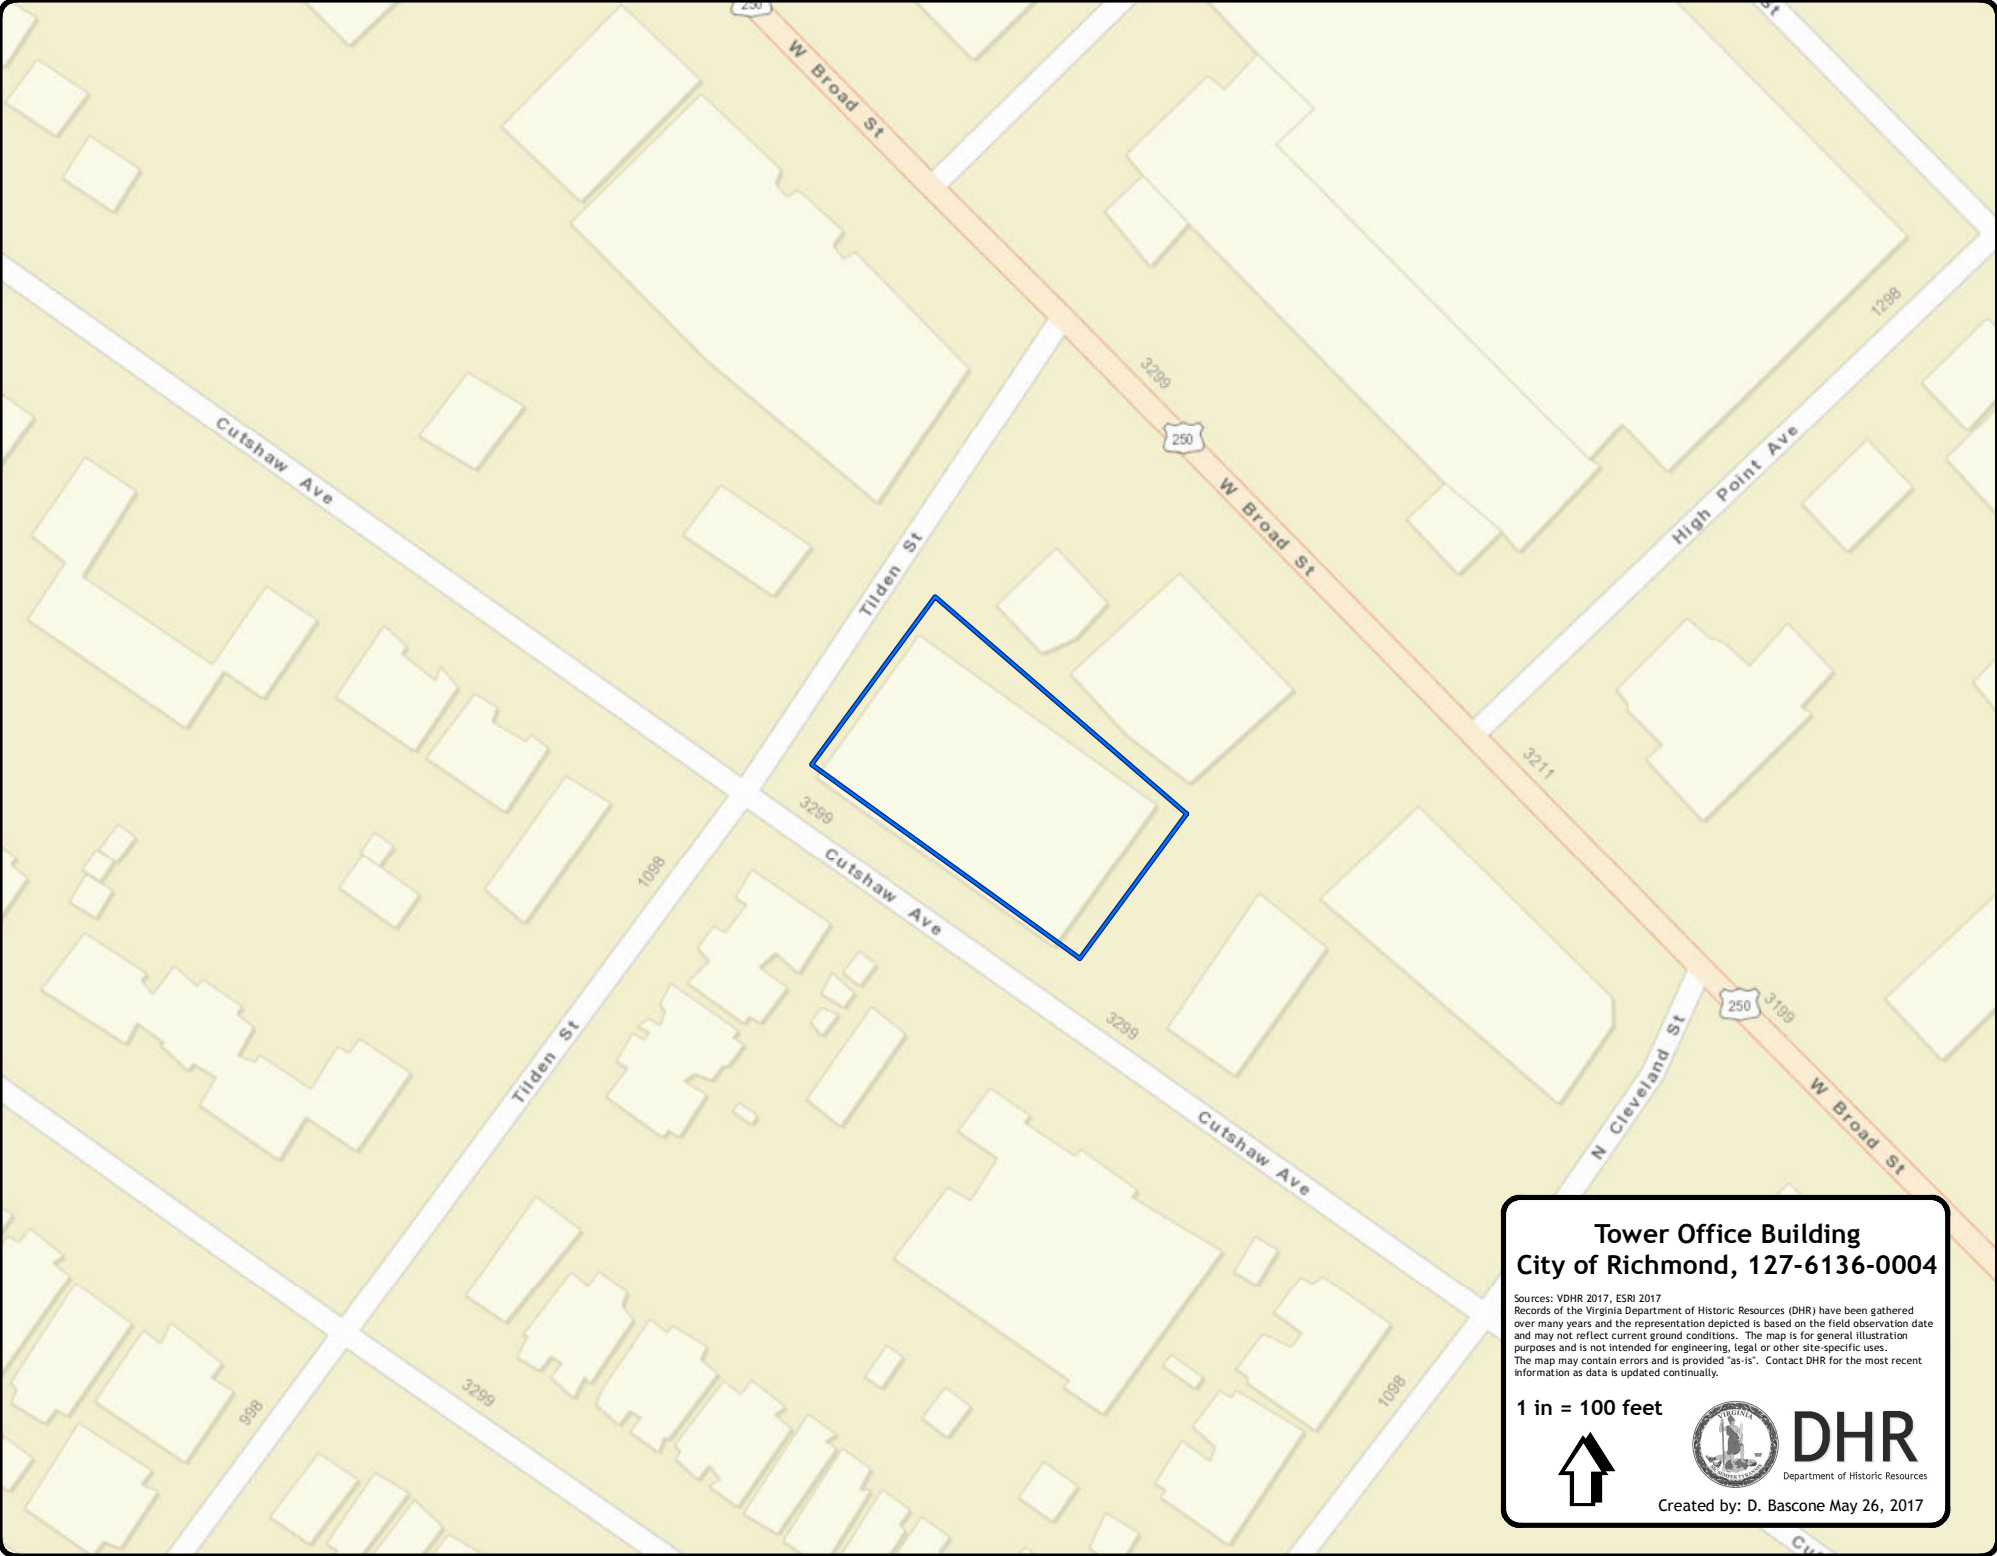 250
St
W Broad St
1298
3299
Cutshaw Ave
250
High Point Ave
W Broad St
Tilden St
3211
3299
1098
Cutshaw Ave
250
3199
3299
N Cleveland St
Tilden St
W Broad St
Cutshaw Ave
998
3299
1098
Tower Office Building
City of Richmond, 127-6136-0004
Sources: VDHR 2017, ESRI 2017
Records of the Virginia Department of Historic Resources (DHR) have been gathered
over many years and the representation depicted is based on the field observation date
and may not reflect current ground conditions. The map is for general illustration
purposes and is not intended for engineering, legal or other site-specific uses.
The map may contain errors and is provided "as-is". Contact DHR for the most recent
information as data is updated continually.
1 in = 100 feet
VIRGINIA
DHR
Department of Historic Resources
Created by: D. Bascone May 26, 2017